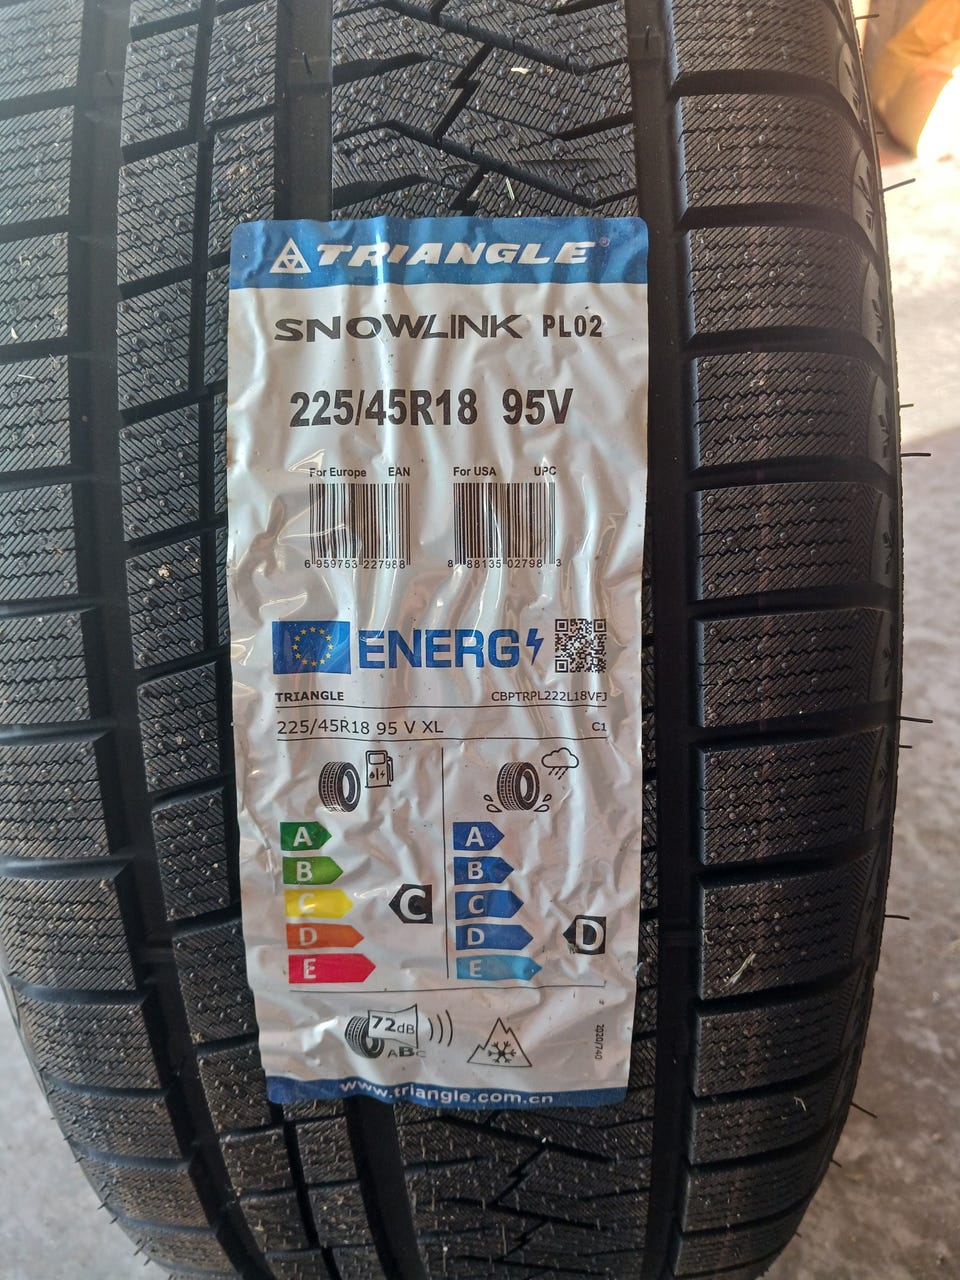 TRIANGLE®
SNOWLINK PL02
225/45R18 95V
For Europe EAN For USA UPC
6 959753 227988 8 88135 02798 3
ENERG
TRIANGLE CBPTRPL222L18VFJ
225/45R18 95 V XL C1
A A
B B
C C C
D D D
E E
72dB
ABC
2020/740
www.triangle.com.cn